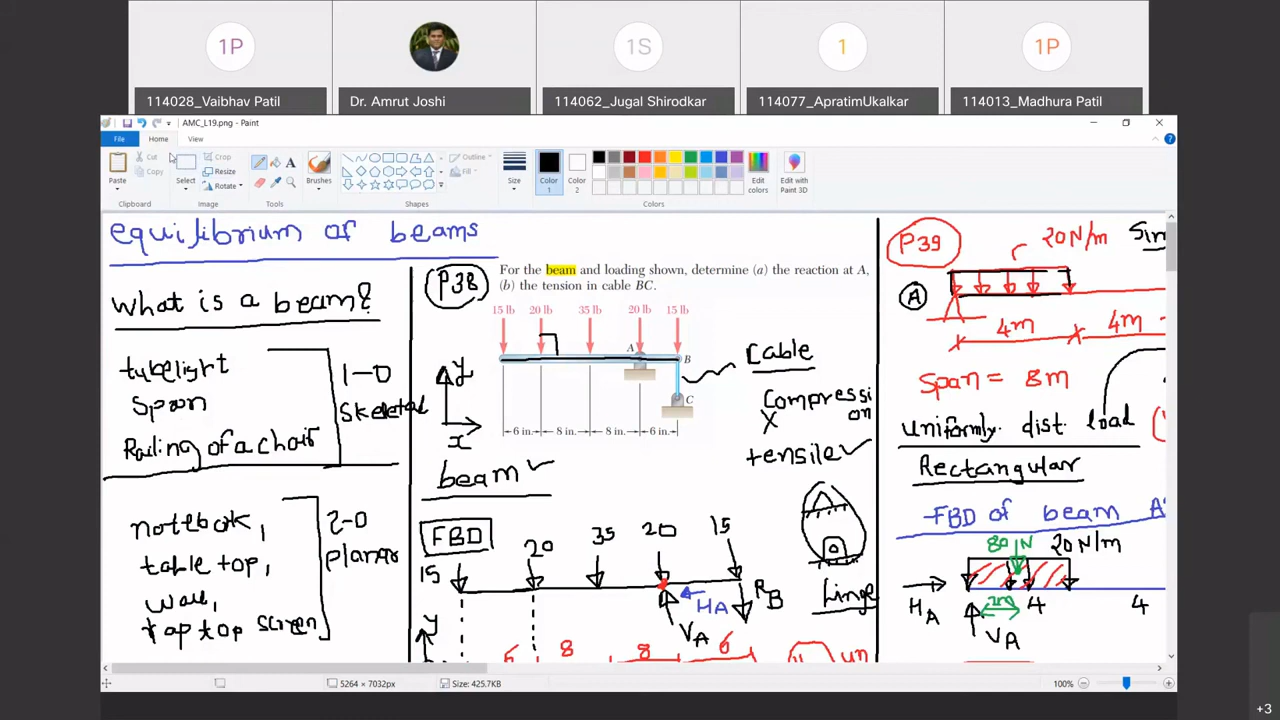 1P
1S
1
1P
114028_Vaibhav Patil
Dr. Amrut Joshi
114062_Jugal Shirodkar
114077_ApratimUkalkar
114013_Madhura Patil
AMC_L19.png - Paint
File
Home
View
Paste
Cut
Copy
Clipboard
Select
Crop
Resize
Rotate
Image
A
Tools
Brushes
Outline
Fill
Shapes
Size
Color
1
Color
2
Edit
colors
Edit with
Paint 3D
Colors
equilibrium of beams
What is a beam?
tubelight
Railing of a chair
1-D
Skeletal
notebook,
table top,
Wall,
screen
2-D
planar
P38
For the beam and loading shown, determine (a) the reaction at A,
(b) the tension in cable BC.
15 lb
20 lb
35 lb
20 lb
15 lb
A
B
C
6 in.
8 in.
8 in.
6 in.
y
x
Cable
Compressi
on
X
tensile ✓
beam ✓
FBD
15
20
35
20
15
HA
VA
RB
y
8
8
6
hinge
P39
20 N/m
A
4m
4m
Span = 8m
uniformly dist. load
Rectangular
FBD of beam A
80 N
20 N/m
HA
2m
4
4
VA
5264 × 7032px
Size: 425.7KB
100%
+3